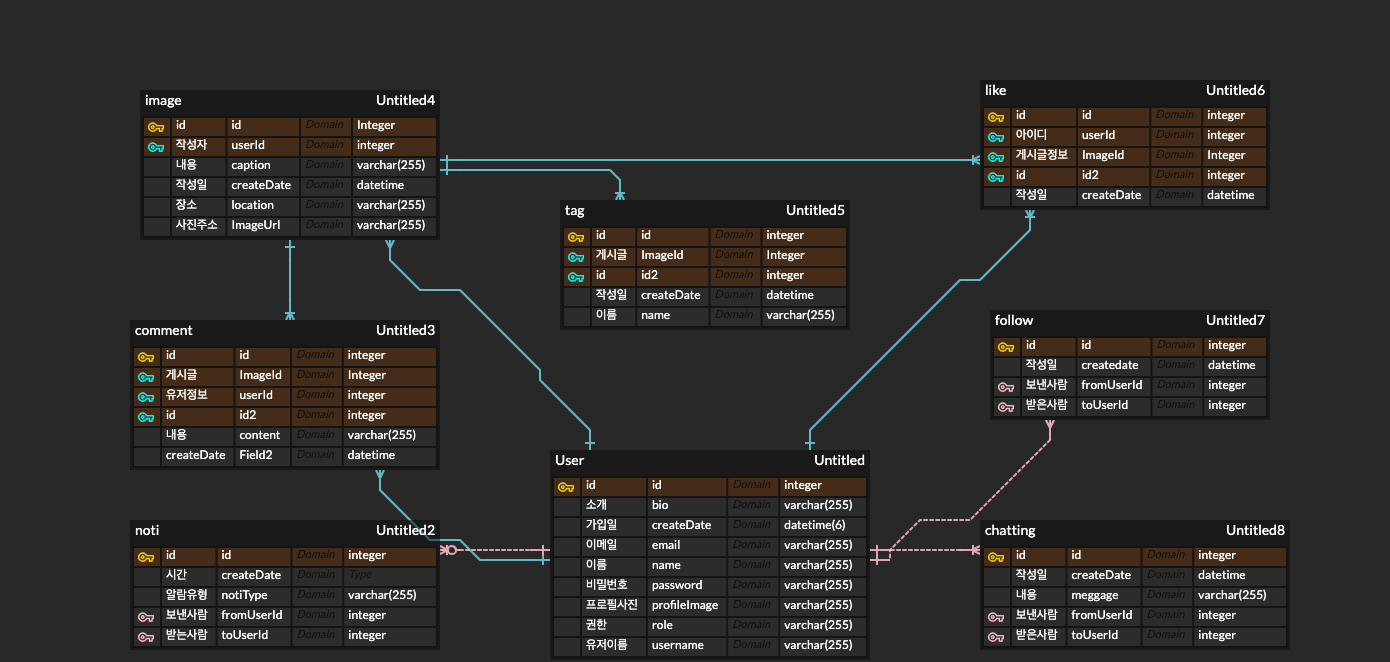 image Untitled4
id id Domain Integer
작성자 userId Domain integer
내용 caption Domain varchar(255)
작성일 createDate Domain datetime
장소 location Domain varchar(255)
사진주소 ImageUrl Domain varchar(255)
like Untitled6
id id Domain integer
아이디 userId Domain integer
게시글정보 ImageId Domain Integer
id id2 Domain integer
작성일 createDate Domain datetime
tag Untitled5
id id Domain integer
게시글 ImageId Domain Integer
id id2 Domain integer
작성일 createDate Domain datetime
이름 name Domain varchar(255)
comment Untitled3
id id Domain integer
게시글 ImageId Domain Integer
유저정보 userId Domain integer
id id2 Domain integer
내용 content Domain varchar(255)
createDate Field2 Domain datetime
follow Untitled7
id id Domain integer
작성일 createdate Domain datetime
보낸사람 fromUserId Domain integer
받은사람 toUserId Domain integer
User Untitled
id id Domain integer
소개 bio Domain varchar(255)
가입일 createDate Domain datetime(6)
이메일 email Domain varchar(255)
이름 name Domain varchar(255)
비밀번호 password Domain varchar(255)
프로필사진 profileImage Domain varchar(255)
권한 role Domain varchar(255)
유저이름 username Domain varchar(255)
noti Untitled2
id id Domain integer
시간 createDate Domain Type
알람유형 notiType Domain varchar(255)
보낸사람 fromUserId Domain integer
받는사람 toUserId Domain integer
chatting Untitled8
id id Domain integer
작성일 createDate Domain datetime
내용 meggage Domain varchar(255)
보낸사람 fromUserId Domain integer
받은사람 toUserId Domain integer